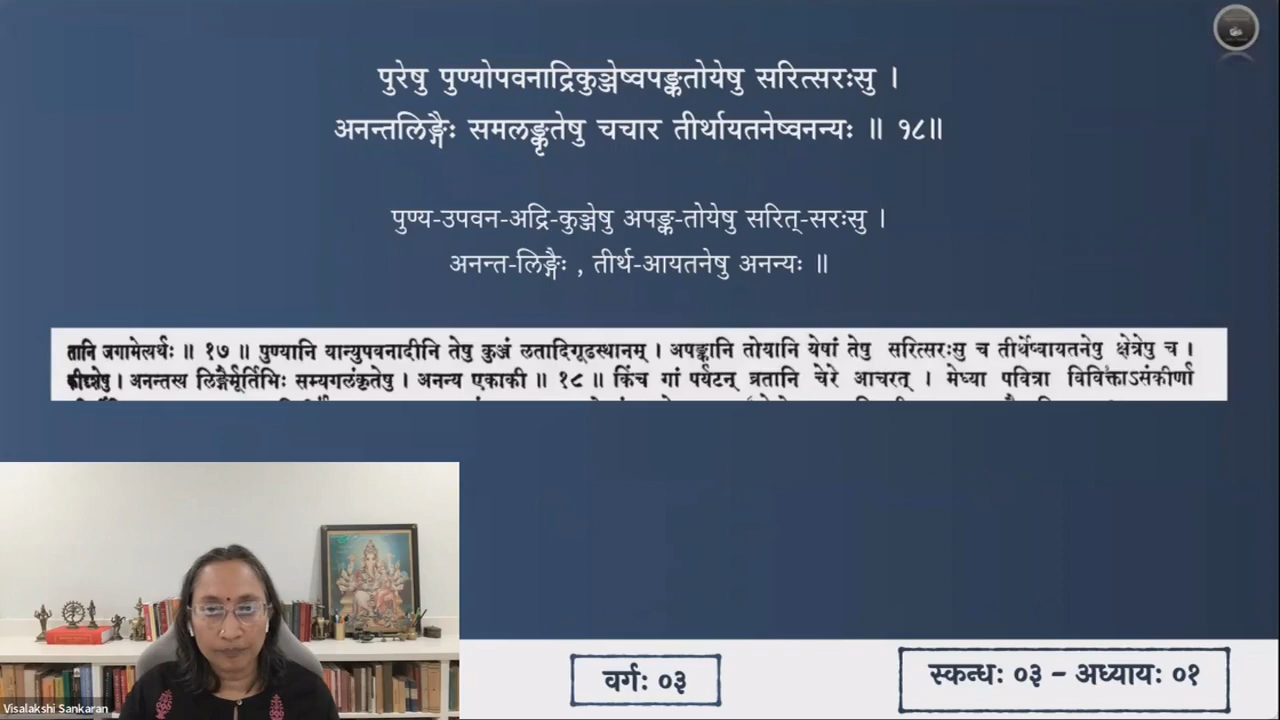 पुरेषु पुण्योपवनाद्रिकुञ्जेष्वपङ्कतोयेषु सरित्सरःसु ।
अनन्तलिङ्गैः समलङ्कृतेषु चचार तीर्थायतनेष्वनन्यः ॥ १८॥
पुण्य-उपवन-अद्रि-कुञ्जेषु अपङ्क-तोयेषु सरित्-सरःसु ।
अनन्त-लिङ्गैः , तीर्थ-आयतनेषु अनन्यः ॥
तानि जगामेत्यर्थः ॥ १७ ॥ पुण्यानि यान्युपवनादीनि तेषु कुञ्जं लतादिगूढस्थानम् । अपङ्कानि तोयानि येषां तेषु सरित्सरःसु च तीर्थेष्वायतनेषु क्षेत्रेषु च ।
अनन्तस्य लिङ्गैर्मूर्तिभिः सम्यगलंकृतेषु । अनन्य एकाकी ॥ १८ ॥ किंच गां पर्यटन् व्रतानि चेरे आचरत् । मेध्या पवित्रा विविक्ताऽसंकीर्णा
वर्गः ०३
स्कन्धः ०३ – अध्यायः ०१
Visalakshi Sankaran